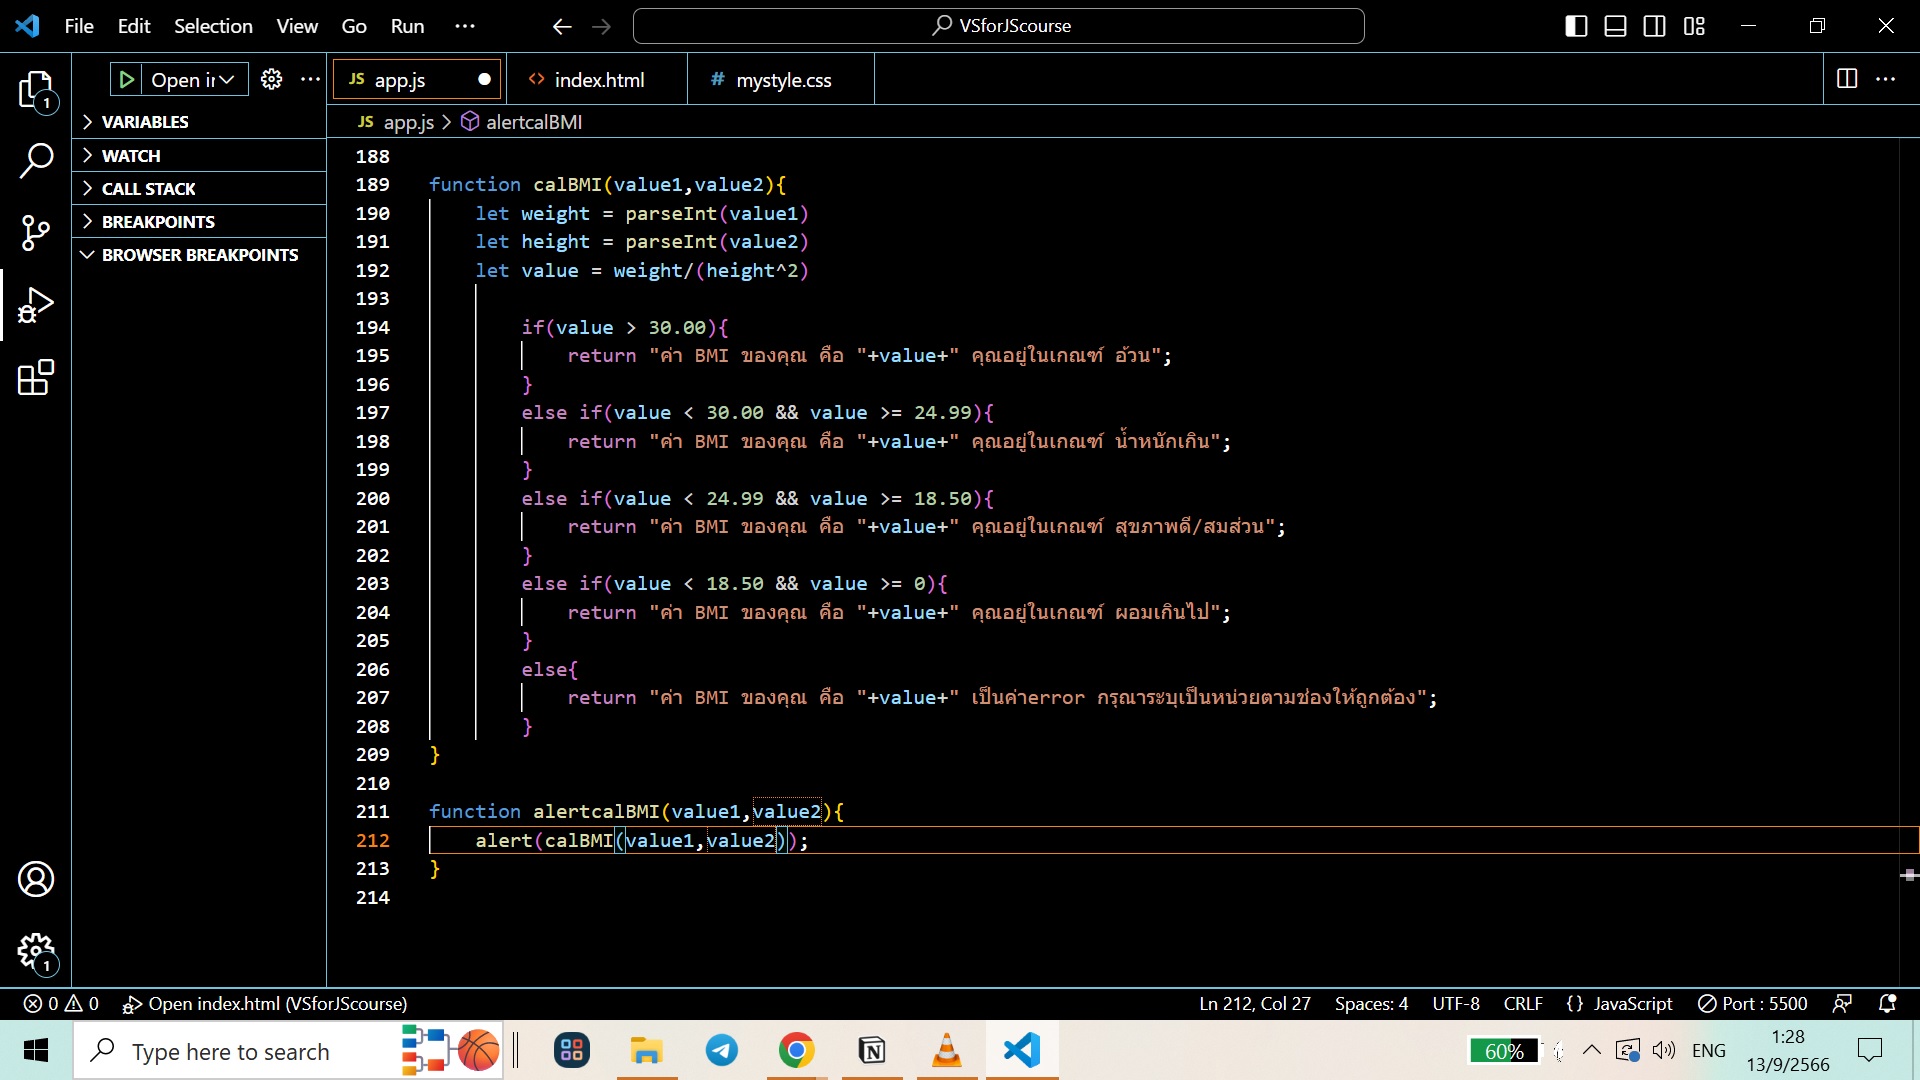 File Edit Selection View Go Run ··· VSforJScourse
Open ir
JS app.js
<> index.html
# mystyle.css
JS app.js > alertcalBMI
VARIABLES
WATCH
CALL STACK
BREAKPOINTS
BROWSER BREAKPOINTS
1
1
188
189 function calBMI(value1,value2){
190 let weight = parseInt(value1)
191 let height = parseInt(value2)
192 let value = weight/(height^2)
193
194 if(value > 30.00){
195 return "ค่า BMI ของคุณ คือ "+value+" คุณอยู่ในเกณฑ์ อ้วน";
196 }
197 else if(value < 30.00 && value >= 24.99){
198 return "ค่า BMI ของคุณ คือ "+value+" คุณอยู่ในเกณฑ์ น้ำหนักเกิน";
199 }
200 else if(value < 24.99 && value >= 18.50){
201 return "ค่า BMI ของคุณ คือ "+value+" คุณอยู่ในเกณฑ์ สุขภาพดี/สมส่วน";
202 }
203 else if(value < 18.50 && value >= 0){
204 return "ค่า BMI ของคุณ คือ "+value+" คุณอยู่ในเกณฑ์ ผอมเกินไป";
205 }
206 else{
207 return "ค่า BMI ของคุณ คือ "+value+" เป็นค่าerror กรุณาระบุเป็นหน่วยตามช่องให้ถูกต้อง";
208 }
209 }
210
211 function alertcalBMI(value1,value2){
212 alert(calBMI(value1,value2));
213 }
214
0 0 Open index.html (VSforJScourse) Ln 212, Col 27 Spaces: 4 UTF-8 CRLF {} JavaScript Port : 5500
Type here to search
60%
ENG
1:28
13/9/2566